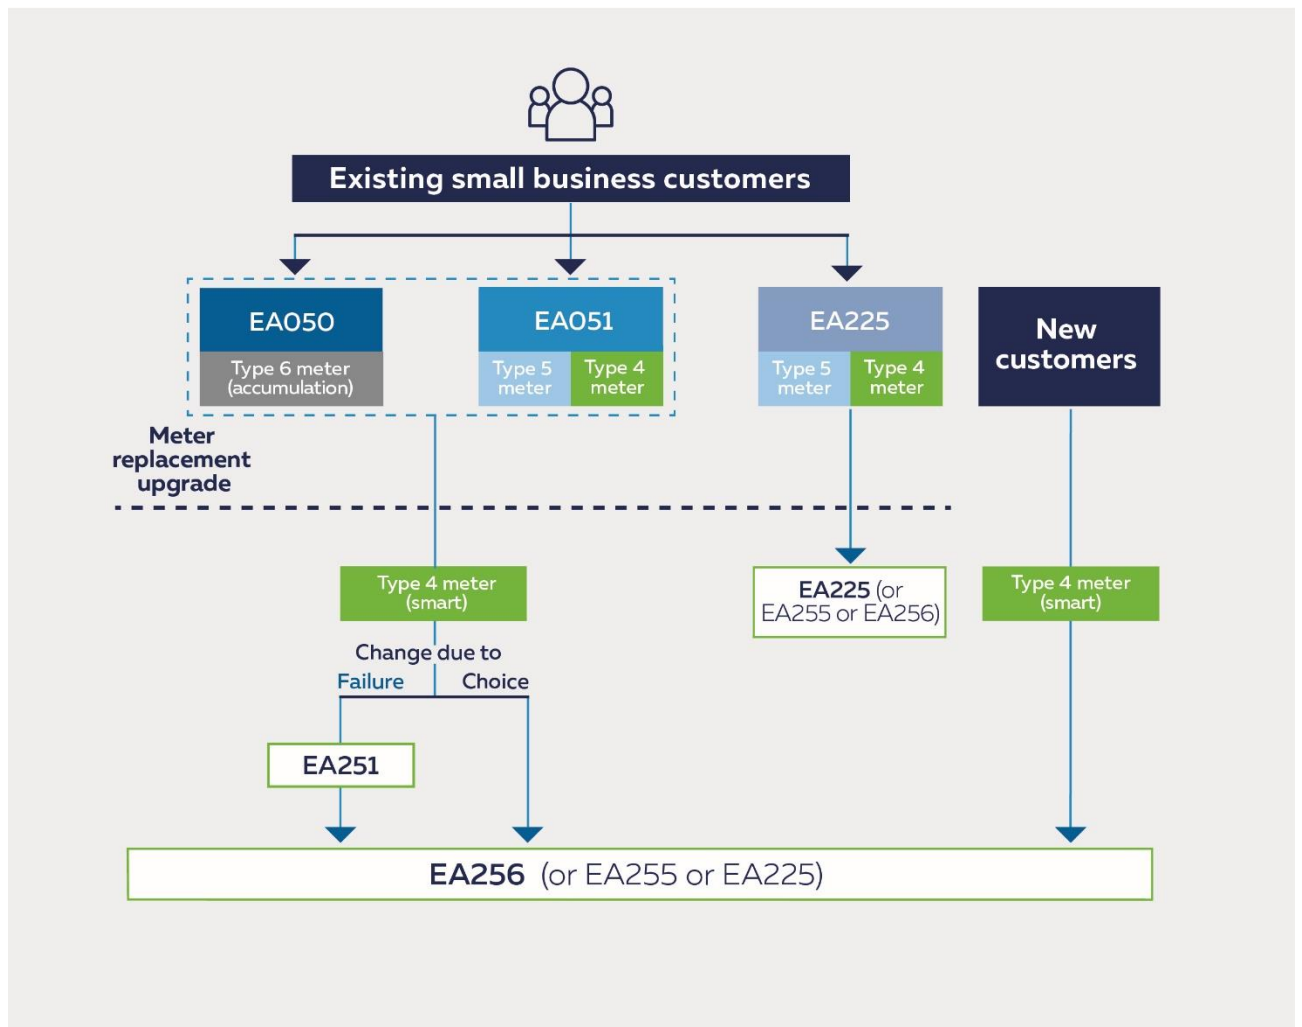 Existing small business customers
EA050
Type 6 meter
(accumulation)
EA051
Type 5
meter
Type 4
meter
EA225
Type 5
meter
Type 4
meter
New
customers
Meter
replacement
upgrade
Type 4 meter
(smart)
EA225 (or
EA255 or EA256)
Type 4 meter
(smart)
Change due to
Failure
Choice
EA251
EA256 (or EA255 or EA225)